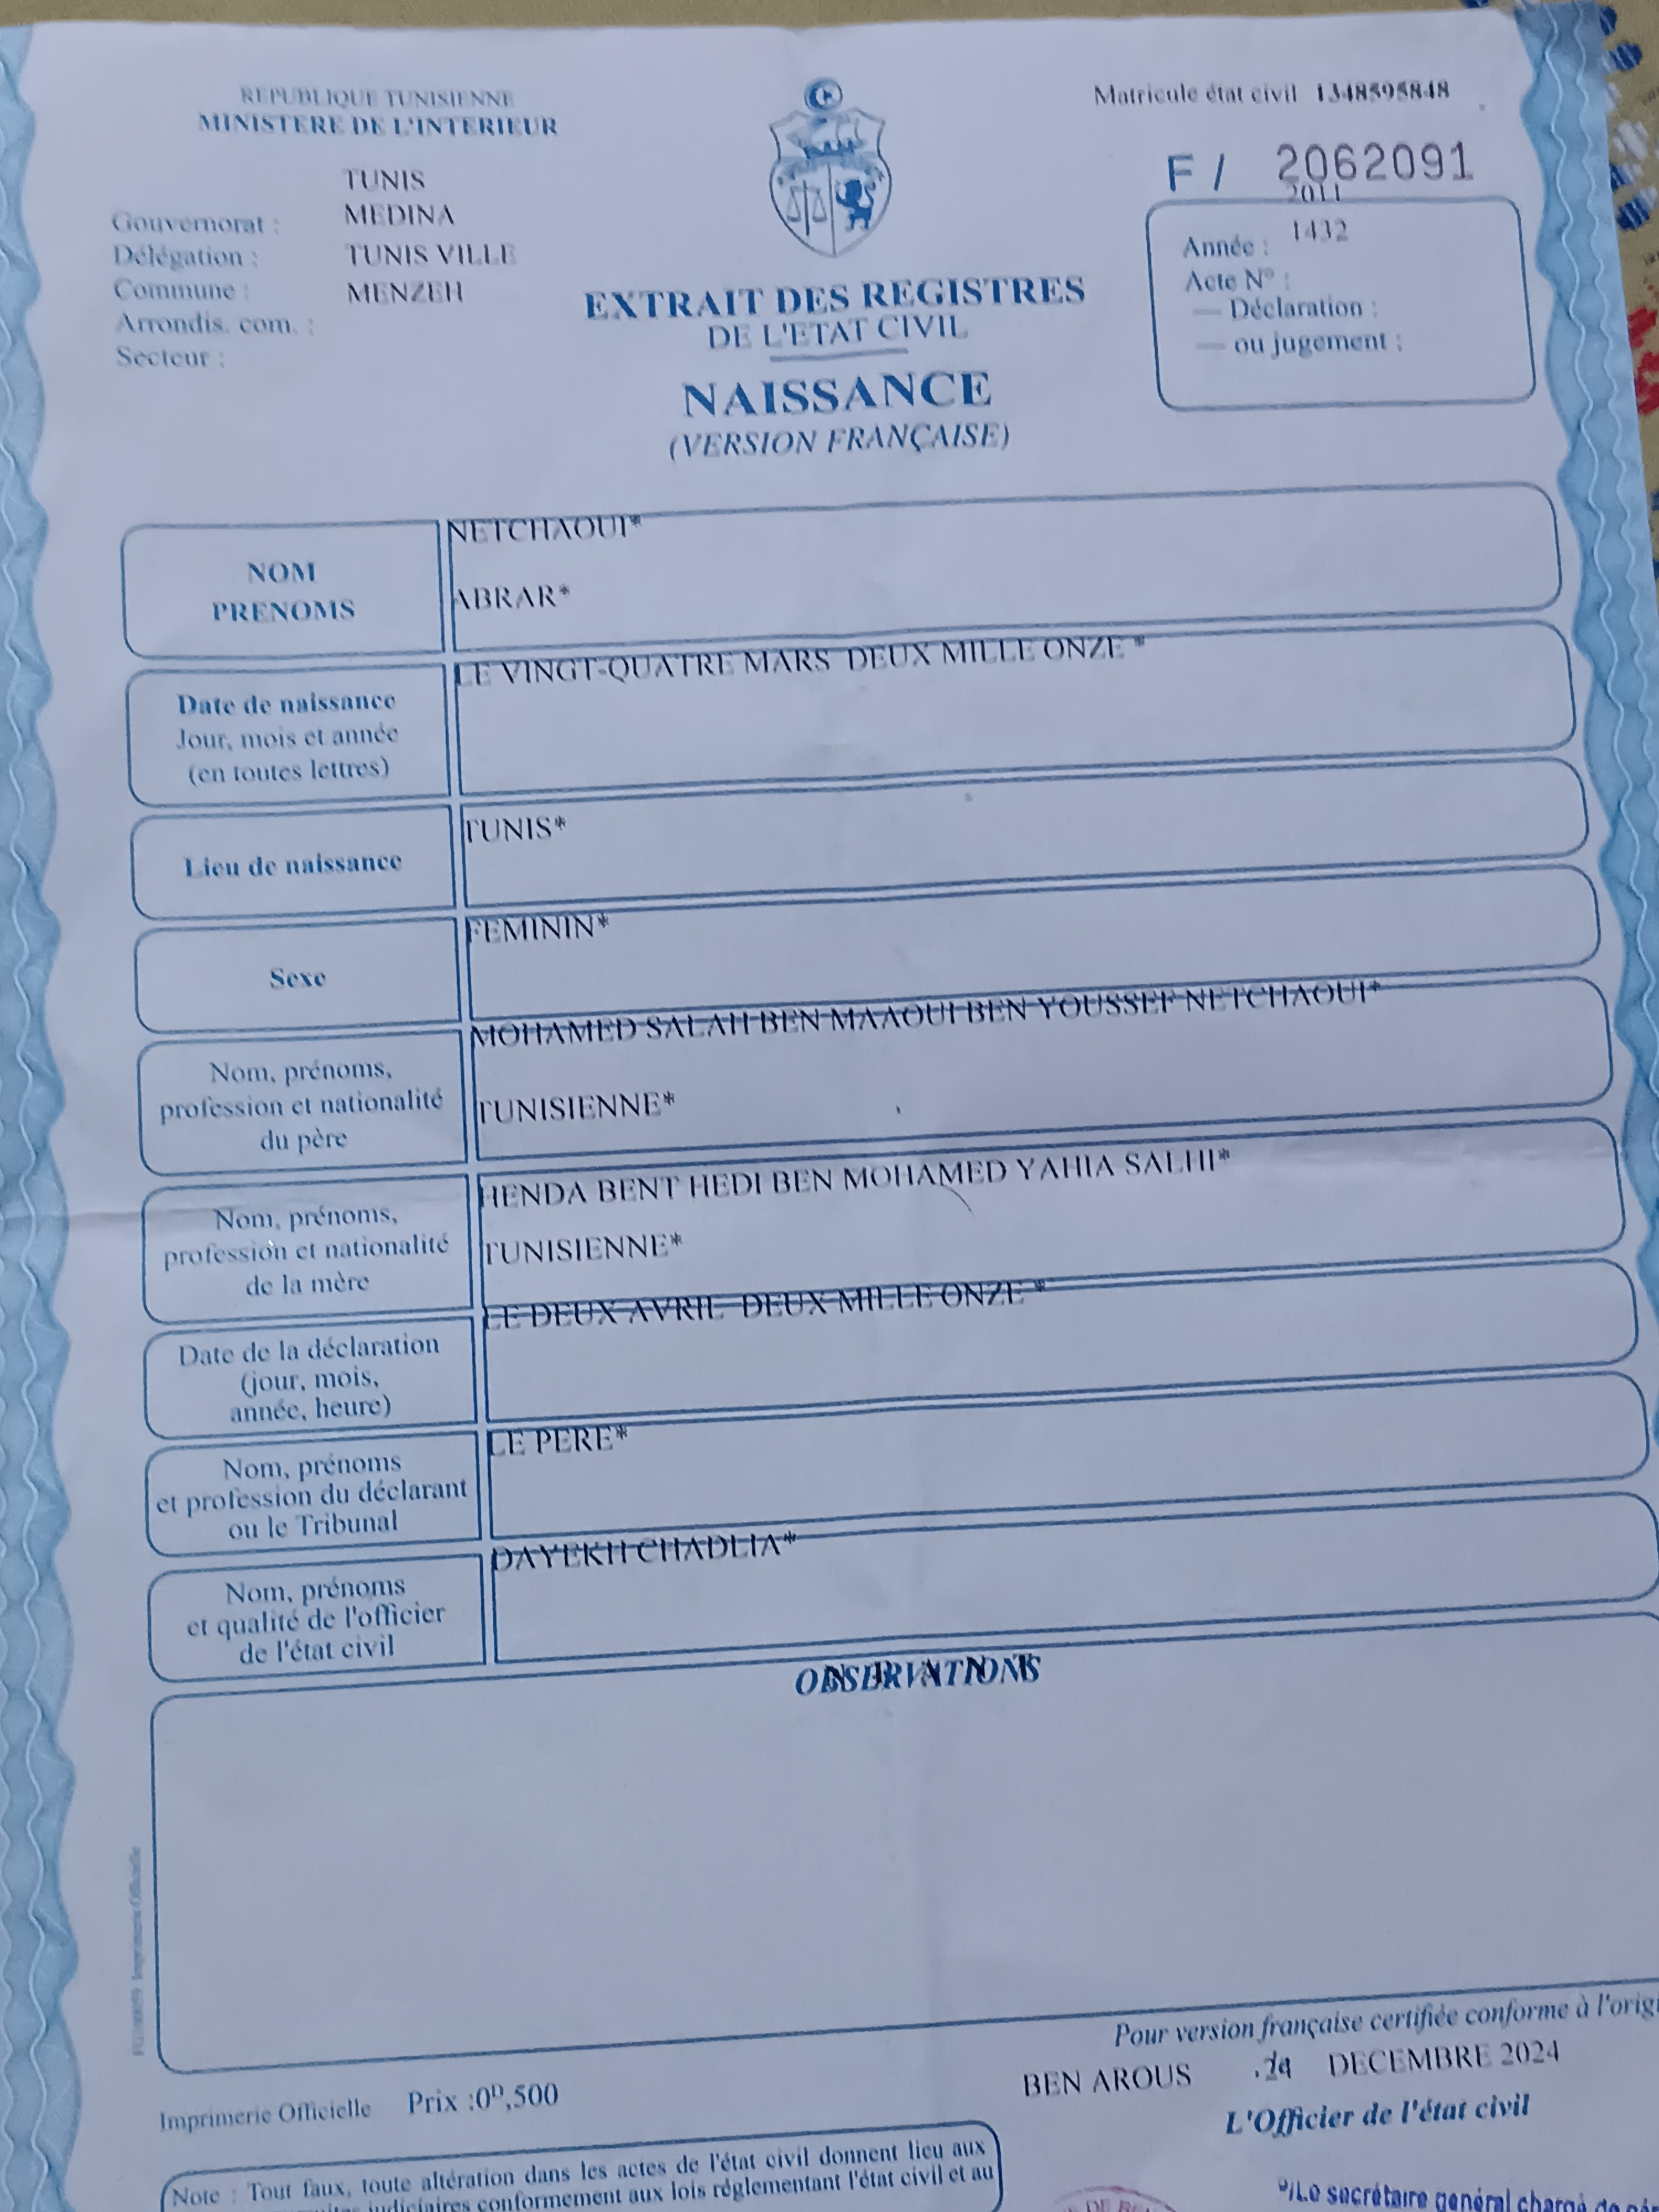 REPUBLIQUE TUNISIENNE
MINISTERE DE L'INTERIEUR
Matricule état civil 1348595848
F / 2062091
TUNIS
Gouvernorat : MEDINA
Délégation : TUNIS VILLE
Commune : MENZEH
Arrondis. com. :
Secteur :
2011
Année : 1432
Acte N° :
— Déclaration :
— ou jugement :
EXTRAIT DES REGISTRES
DE L'ETAT CIVIL
NAISSANCE
(VERSION FRANÇAISE)
NOM
PRENOMS
NETCHAOUI*
ABRAR*
Date de naissance
Jour, mois et année
(en toutes lettres)
LE VINGT-QUATRE MARS DEUX MILLE ONZE *
Lieu de naissance
TUNIS*
Sexe
FEMININ*
Nom, prénoms,
profession et nationalité
du père
MOHAMED SALAH BEN MAAOUI BEN YOUSSEF NETCHAOUI*
TUNISIENNE*
Nom, prénoms,
profession et nationalité
de la mère
HENDA BENT HEDI BEN MOHAMED YAHIA SALHI*
TUNISIENNE*
Date de la déclaration
(jour, mois,
année, heure)
LE DEUX AVRIL DEUX MILLE ONZE *
Nom, prénoms
et profession du déclarant
ou le Tribunal
LE PERE*
Nom, prénoms
et qualité de l'officier
de l'état civil
DAYEKH CHADLIA*
OBSERVATIONS
Pour version française certifiée conforme à l'orig
BEN AROUS DECEMBRE 2024
L'Officier de l'état civil
Imprimerie Officielle Prix :0ᴰ,500
Note : Tout faux, toute altération dans les actes de l'état civil donnent lieu aux
judiciaires conformement aux lois réglementant l'état civil et au
Le secrétaire général chargé de